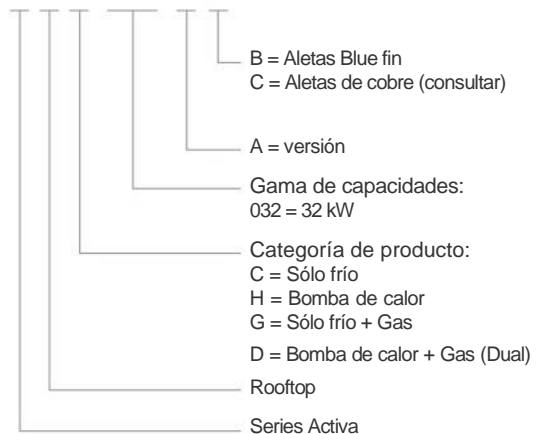 B = Aletas Blue fin
C = Aletas de cobre (consultar)
A = versión
Gama de capacidades:
032 = 32 kW
Categoría de producto:
C = Sólo frío
H = Bomba de calor
G = Sólo frío + Gas
D = Bomba de calor + Gas (Dual)
Rooftop
Series Activa